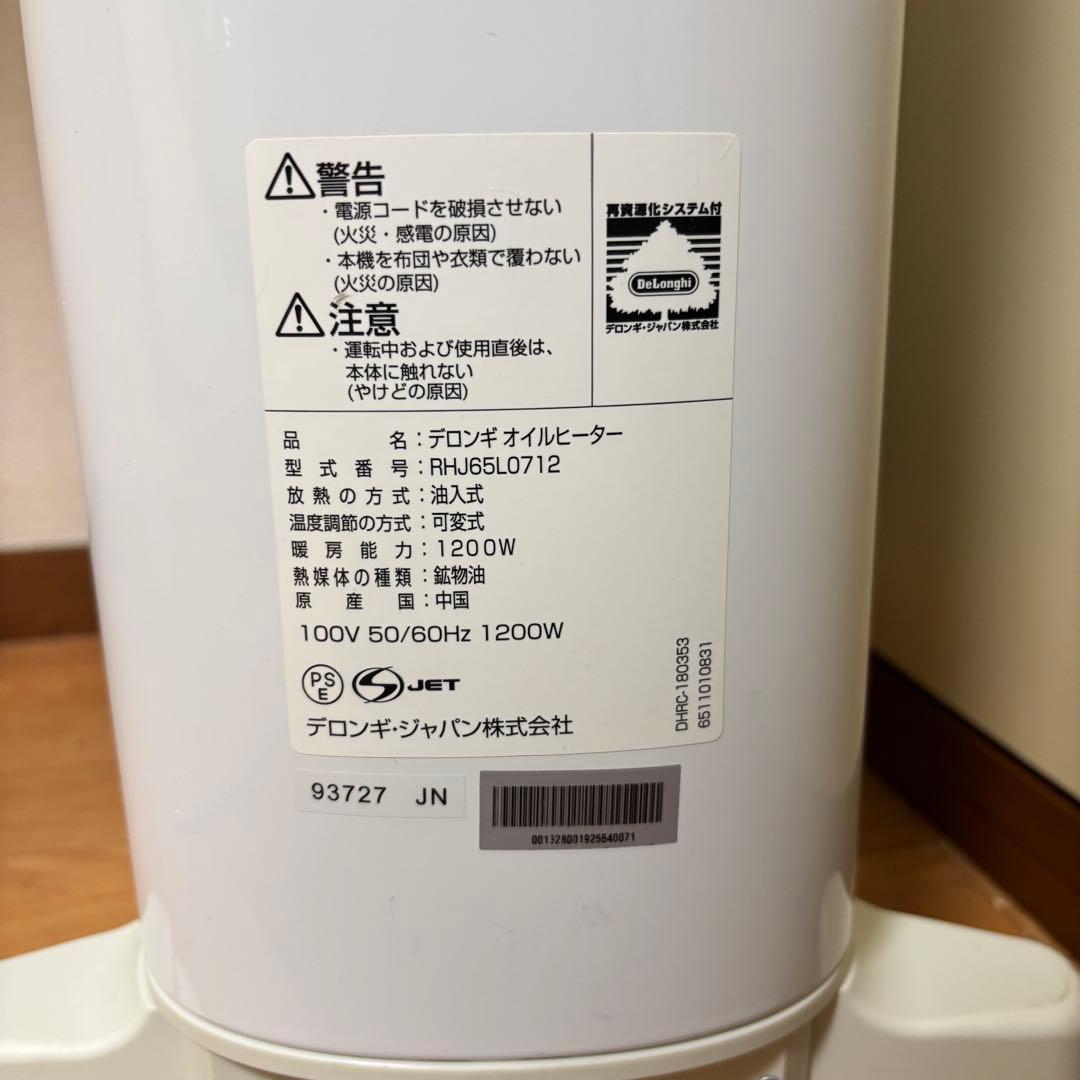 警告
・電源コードを破損させない
(火災・感電の原因)
・本機を布団や衣類で覆わない
(火災の原因)
注意
・運転中および使用直後は、
本体に触れない
(やけどの原因)
再資源化システム付
DeLonghi
デロンギ・ジャパン株式会社
品名：デロンギ オイルヒーター
型式番号：RHJ65L0712
放熱の方式：油入式
温度調節の方式：可変式
暖房能力：1200W
熱媒体の種類：鉱物油
原産国：中国
100V 50/60Hz 1200W
PSE JET
デロンギ・ジャパン株式会社
DHRC-180353
6511010831
93727 JN
001328001925540071